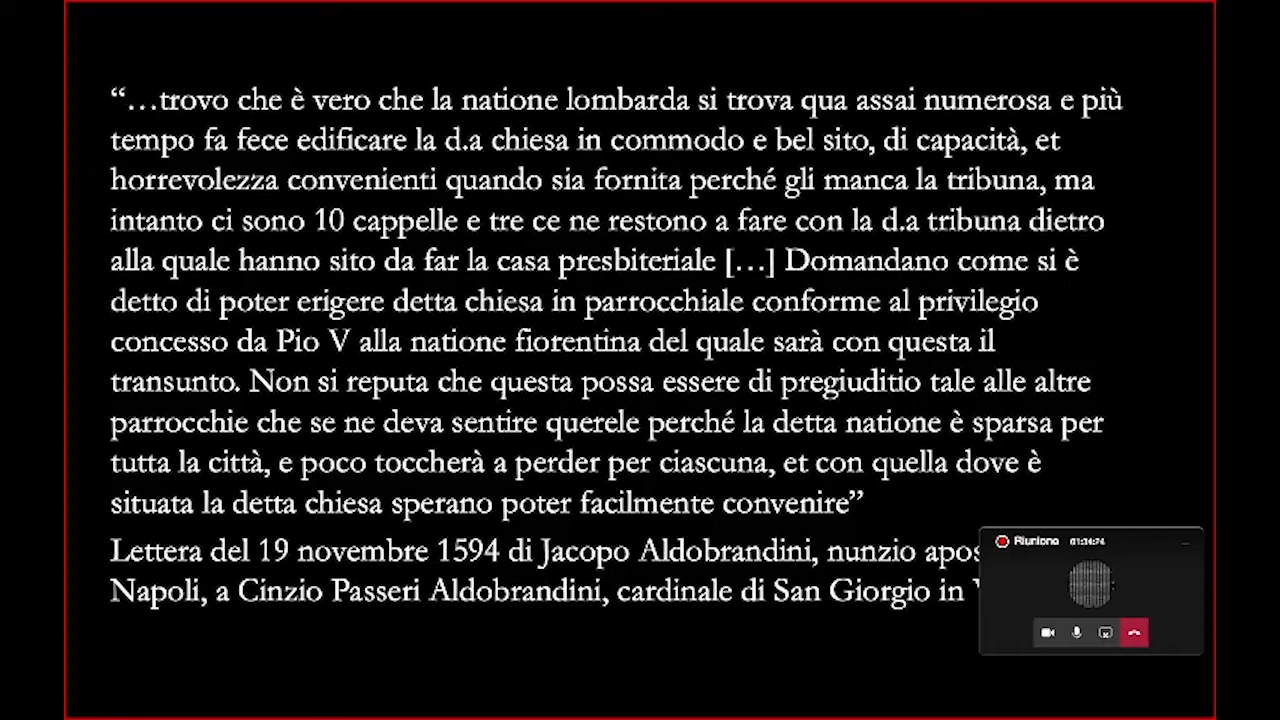 “…trovo che è vero che la natione lombarda si trova qua assai numerosa e più
tempo fa fece edificare la d.a chiesa in commodo e bel sito, di capacità, et
horrevolezza convenienti quando sia fornita perché gli manca la tribuna, ma
intanto ci sono 10 cappelle e tre ce ne restono a fare con la d.a tribuna dietro
alla quale hanno sito da far la casa presbiteriale […] Domandano come si è
detto di poter erigere detta chiesa in parrocchiale conforme al privilegio
concesso da Pio V alla natione fiorentina del quale sarà con questa il
transunto. Non si reputa che questa possa essere di pregiuditio tale alle altre
parrocchie che se ne deva sentire querele perché la detta natione è sparsa per
tutta la città, e poco toccherà a perder per ciascuna, et con quella dove è
situata la detta chiesa sperano poter facilmente convenire”
Lettera del 19 novembre 1594 di Jacopo Aldobrandini, nunzio apos
Napoli, a Cinzio Passeri Aldobrandini, cardinale di San Giorgio in
Riunione